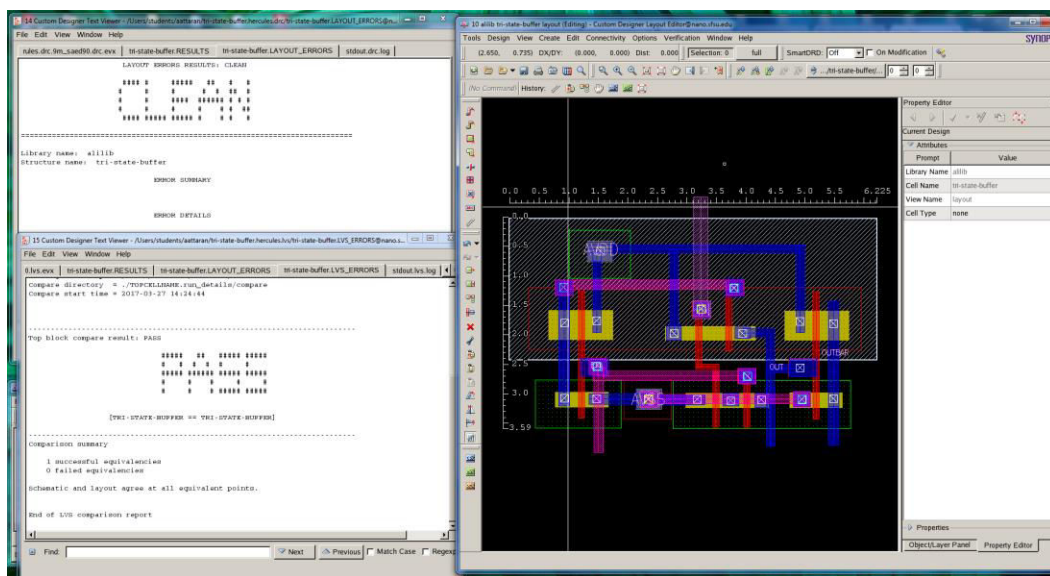 14 Custom Designer Text Viewer - /Users/students/aattaran/tri-state-buffer.hercules.drc/tri-state-buffer.LAYOUT_ERRORS@n...
File Edit View Window Help
rules.drc.9m_saed90.drc.evx tri-state-buffer.RESULTS tri-state-buffer.LAYOUT_ERRORS stdout.drc.log
LAYOUT ERRORS RESULTS: CLEAN
Library name: alilib
Structure name: tri-state-buffer
ERROR SUMMARY
ERROR DETAILS
15 Custom Designer Text Viewer - /Users/students/aattaran/tri-state-buffer.hercules.lvs/tri-state-buffer.LVS_ERRORS@nano.s...
File Edit View Window Help
tri-state-buffer.RESULTS tri-state-buffer.LAYOUT_ERRORS tri-state-buffer.LVS_ERRORS stdout.lvs.log
Compare directory = ./TOPCELLNAME.run_details/compare
Compare start time = 2017-03-27 14:24:44
Top block compare result: PASS
PASS
[TRI-STATE-BUFFER == TRI-STATE-BUFFER]
Comparison summary
1 successful equivalencies
0 failed equivalencies
Schematic and layout agree at all equivalent points.
End of LVS comparison report
Find: Next Previous Match Case Regexp
10 alilib tri-state-buffer layout (Editing) - Custom Designer Layout Editor@nano.sfsu.edu
Tools Design View Create Edit Connectivity Options Verification Window Help
(2.650, 0.735) DX/DY: (0.000, 0.000) Dist: 0.000 Selection: 0 full SmartDRD: Off On Modification
.../tri-state-buffer/... 0 0
(No Command) History:
0.0 0.5 1.0 1.5 2.0 2.5 3.0 3.5 4.0 4.5 5.0 5.5 6.225
0.0
0.5
1.0
1.5
2.0
2.5
3.0
3.59
OUTBAR
OUT
Property Editor
Current Design
Attributes
Prompt Value
Library Name alilib
Cell Name tri-state-buffer
View Name layout
Cell Type none
Properties
Object/Layer Panel Property Editor